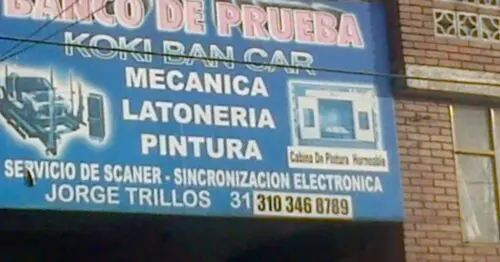 BANCO DE PRUEBA
KOKI BAN CAR
MECANICA
LATONERIA
PINTURA
Cabina De Pintura Horneable
SERVICIO DE SCANER - SINCRONIZACION ELECTRONICA
JORGE TRILLOS 31 310 346 8789